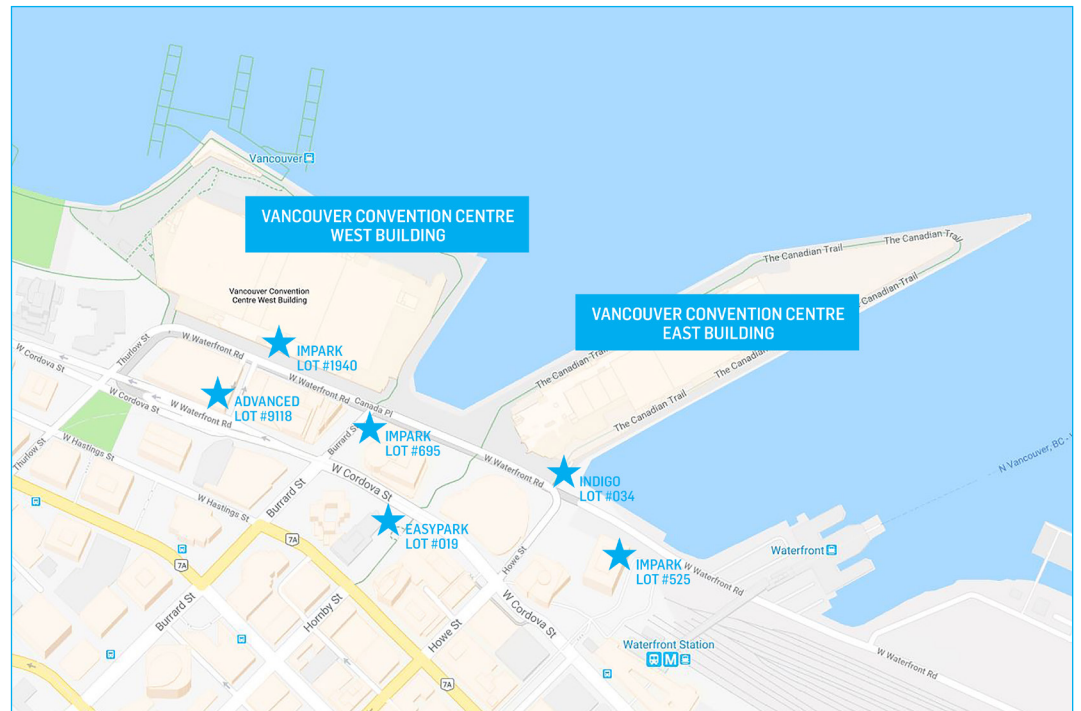 Vancouver
VANCOUVER CONVENTION CENTRE
WEST BUILDING
The Canadian Trail
The Canadian Trail
Vancouver Convention
Centre West Building
The Canadian Trail
Canadian Trail
VANCOUVER CONVENTION CENTRE
EAST BUILDING
Thurlow St
W Waterfront Rd
IMPARK
LOT #1940
W Cordova St
The Canadian Trail
The Ca
W Waterfront Rd
Canada Pl
ADVANCED
LOT #9118
W Cordova St
W Waterfront Rd
Canadian Trail
Burrard St
IMPARK
LOT #695
W Hastings St
Thurlow St
W Waterfront Rd
N Vancouver, BC - 
W Cordova St
INDIGO
LOT #034
W Hastings St
Burrard St
EASYPARK
LOT #019
7A
Howe St
Waterfront
IMPARK
LOT #525
7A
W Waterfront Rd
Burrard St
Hornby St
W Cordova St
Howe St
Waterfront Station
M
W Waterfront Rd
7A